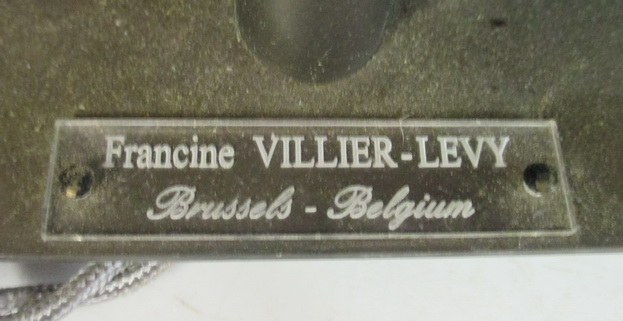 Francine VILLIER-LEVY
Brussels - Belgium